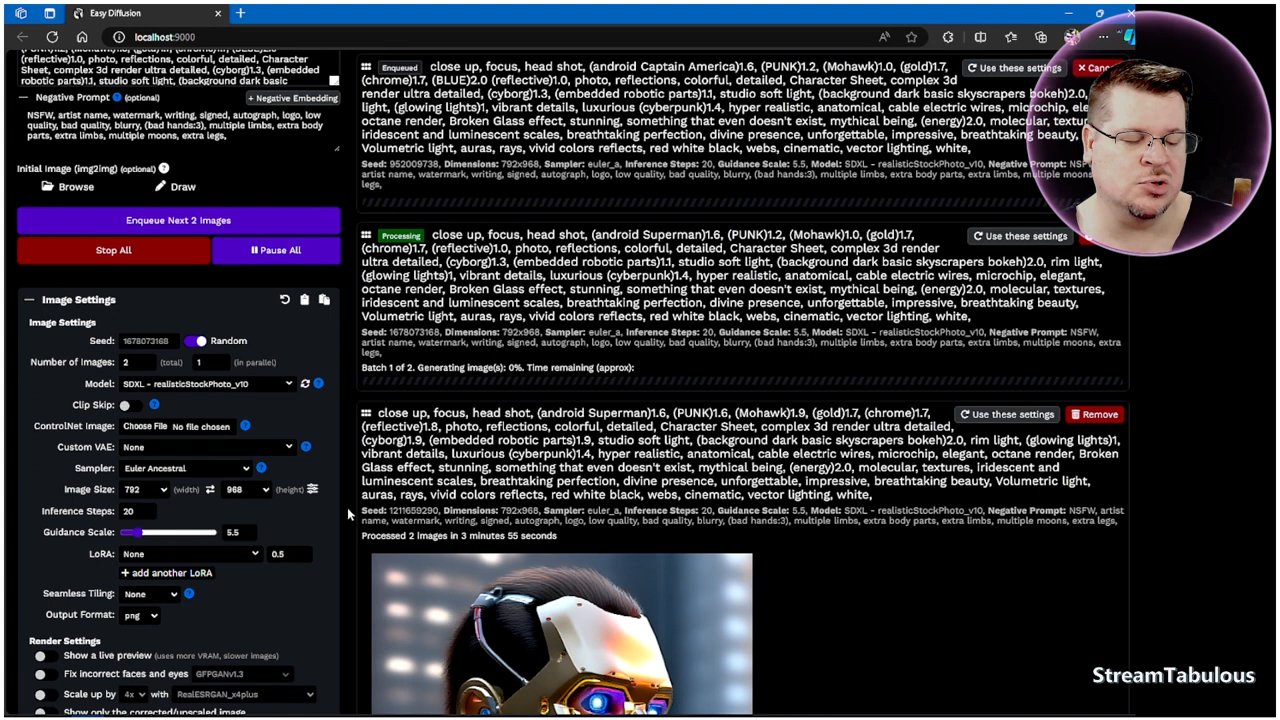 Easy Diffusion
localhost:9000
(reflective)1.0, photo, reflections, colorful, detailed, Character
Sheet, complex 3d render ultra detailed, (cyborg)1.3, (embedded
robotic parts)1.1, studio soft light, (background dark basic
Negative Prompt (optional)
+ Negative Embedding
NSFW, artist name, watermark, writing, signed, autograph, logo, low
quality, bad quality, blurry, (bad hands:3), multiple limbs, extra body
parts, extra limbs, multiple moons, extra legs,
Initial Image (img2img) (optional)
Browse
Draw
Enqueue Next 2 Images
Stop All
Pause All
Image Settings
Image Settings
Seed: 1678073168 Random
Number of Images: 2 (total) 1 (in parallel)
Model: SDXL - realisticStockPhoto_v10
Clip Skip:
ControlNet Image: Choose File No file chosen
Custom VAE: None
Sampler: Euler Ancestral
Image Size: 792 (width) 968 (height)
Inference Steps: 20
Guidance Scale: 5.5
LoRA: None 0.5
+ add another LoRA
Seamless Tiling: None
Output Format: png
Render Settings
Show a live preview (uses more VRAM, slower images)
Fix incorrect faces and eyes GFPGANv1.3
Scale up by 4x with RealESRGAN_x4plus
Show only the corrected/upscaled image
Enqueued close up, focus, head shot, (android Captain America)1.6, (PUNK)1.2, (Mohawk)1.0, (gold)1.7,
Use these settings
(chrome)1.7, (BLUE)2.0 (reflective)1.0, photo, reflections, colorful, detailed, Character Sheet, complex 3d
render ultra detailed, (cyborg)1.3, (embedded robotic parts)1.1, studio soft light, (background dark basic skyscrapers bokeh)2.0, rim
light, (glowing lights)1, vibrant details, luxurious (cyberpunk)1.4, hyper realistic, anatomical, cable electric wires, microchip,
octane render, Broken Glass effect, stunning, something that even doesn't exist, mythical being, (energy)2.0, molecular,
iridescent and luminescent scales, breathtaking perfection, divine presence, unforgettable, impressive, breathtaking beauty,
Volumetric light, auras, rays, vivid colors reflects, red white black, webs, cinematic, vector lighting, white,
Seed: 952009738, Dimensions: 792x968, Sampler: euler_a, Inference Steps: 20, Guidance Scale: 5.5, Model: SDXL - realisticStockPhoto_v10, Negative Prompt:
artist name, watermark, writing, signed, autograph, logo, low quality, bad quality, blurry, (bad hands:3), multiple limbs, extra body parts, extra limbs, multiple moons,
legs,
Processing close up, focus, head shot, (android Superman)1.6, (PUNK)1.2, (Mohawk)1.0, (gold)1.7,
Use these settings
(chrome)1.7, (reflective)1.0, photo, reflections, colorful, detailed, Character Sheet, complex 3d render
ultra detailed, (cyborg)1.3, (embedded robotic parts)1.1, studio soft light, (background dark basic skyscrapers bokeh)2.0, rim light,
(glowing lights)1, vibrant details, luxurious (cyberpunk)1.4, hyper realistic, anatomical, cable electric wires, microchip, elegant,
octane render, Broken Glass effect, stunning, something that even doesn't exist, mythical being, (energy)2.0, molecular, textures,
iridescent and luminescent scales, breathtaking perfection, divine presence, unforgettable, impressive, breathtaking beauty,
Volumetric light, auras, rays, vivid colors reflects, red white black, webs, cinematic, vector lighting, white,
Seed: 1678073168, Dimensions: 792x968, Sampler: euler_a, Inference Steps: 20, Guidance Scale: 5.5, Model: SDXL - realisticStockPhoto_v10, Negative Prompt: NSFW,
artist name, watermark, writing, signed, autograph, logo, low quality, bad quality, blurry, (bad hands:3), multiple limbs, extra body parts, extra limbs, multiple moons, extra
legs,
Batch 1 of 2. Generating image(s): 0%. Time remaining (approx):
close up, focus, head shot, (android Superman)1.6, (PUNK)1.6, (Mohawk)1.9, (gold)1.7, (chrome)1.7,
Use these settings
Remove
(reflective)1.8, photo, reflections, colorful, detailed, Character Sheet, complex 3d render ultra detailed,
(cyborg)1.9, (embedded robotic parts)1.9, studio soft light, (background dark basic skyscrapers bokeh)2.0, rim light, (glowing lights)1,
vibrant details, luxurious (cyberpunk)1.4, hyper realistic, anatomical, cable electric wires, microchip, elegant, octane render, Broken
Glass effect, stunning, something that even doesn't exist, mythical being, (energy)2.0, molecular, textures, iridescent and
luminescent scales, breathtaking perfection, divine presence, unforgettable, impressive, breathtaking beauty, Volumetric light,
auras, rays, vivid colors reflects, red white black, webs, cinematic, vector lighting, white,
Seed: 1211659290, Dimensions: 792x968, Sampler: euler_a, Inference Steps: 20, Guidance Scale: 5.5, Model: SDXL - realisticStockPhoto_v10, Negative Prompt: NSFW, artist
name, watermark, writing, signed, autograph, logo, low quality, bad quality, blurry, (bad hands:3), multiple limbs, extra body parts, extra limbs, multiple moons, extra legs,
Processed 2 images in 3 minutes 55 seconds
StreamTabulous